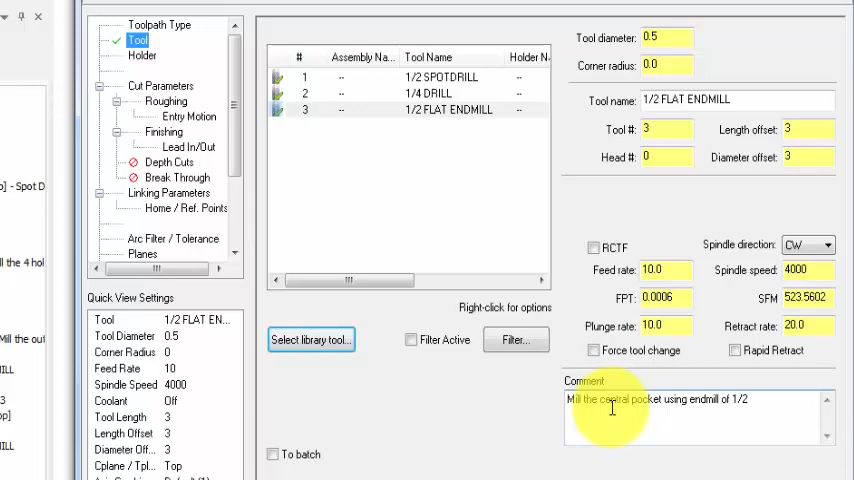 Toolpath Type
Tool
Holder
Cut Parameters
Roughing
Entry Motion
Finishing
Lead In/Out
Depth Cuts
Break Through
Linking Parameters
Home / Ref. Points
Arc Filter / Tolerance
Planes
Quick View Settings
Tool 1/2 FLAT EN...
Tool Diameter 0.5
Corner Radius 0
Feed Rate 10
Spindle Speed 4000
Coolant Off
Tool Length 3
Length Offset 3
Diameter Off... 3
Cplane / Tpl... Top
# Assembly Na... Tool Name Holder N
1 -- 1/2 SPOTDRILL --
2 -- 1/4 DRILL --
3 -- 1/2 FLAT ENDMILL --
Right-click for options
Select library tool...
Filter Active
Filter...
To batch
Tool diameter: 0.5
Corner radius: 0.0
Tool name: 1/2 FLAT ENDMILL
Tool #: 3 Length offset: 3
Head #: 0 Diameter offset: 3
RCTF Spindle direction: CW
Feed rate: 10.0 Spindle speed: 4000
FPT: 0.0006 SFM 523.5602
Plunge rate: 10.0 Retract rate: 20.0
Force tool change Rapid Retract
Comment
Mill the central pocket using endmill of 1/2
p] - Spot D
ll the 4 hol
Mill the out
ILL
3
op]
ILL